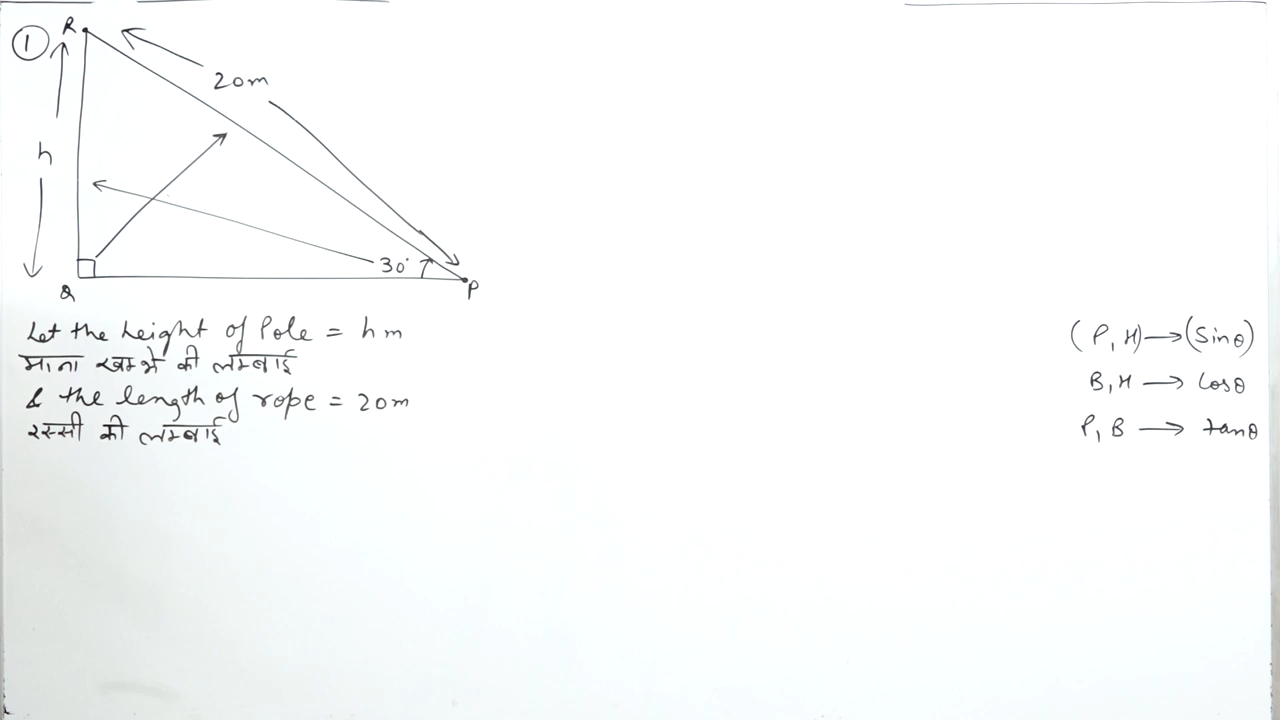 ① R
20m
h
30°
Q P
Let the height of Pole = h m
माना खम्भे की लम्बाई
& the length of rope = 20m
रस्सी की लम्बाई
(P, H) → (Sinθ)
B, H → Cosθ
P, B → tanθ